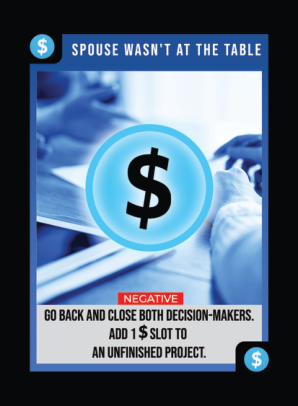 $
SPOUSE WASN'T AT THE TABLE
$
NEGATIVE
GO BACK AND CLOSE BOTH DECISION-MAKERS.
ADD 1 $ SLOT TO
AN UNFINISHED PROJECT.
$